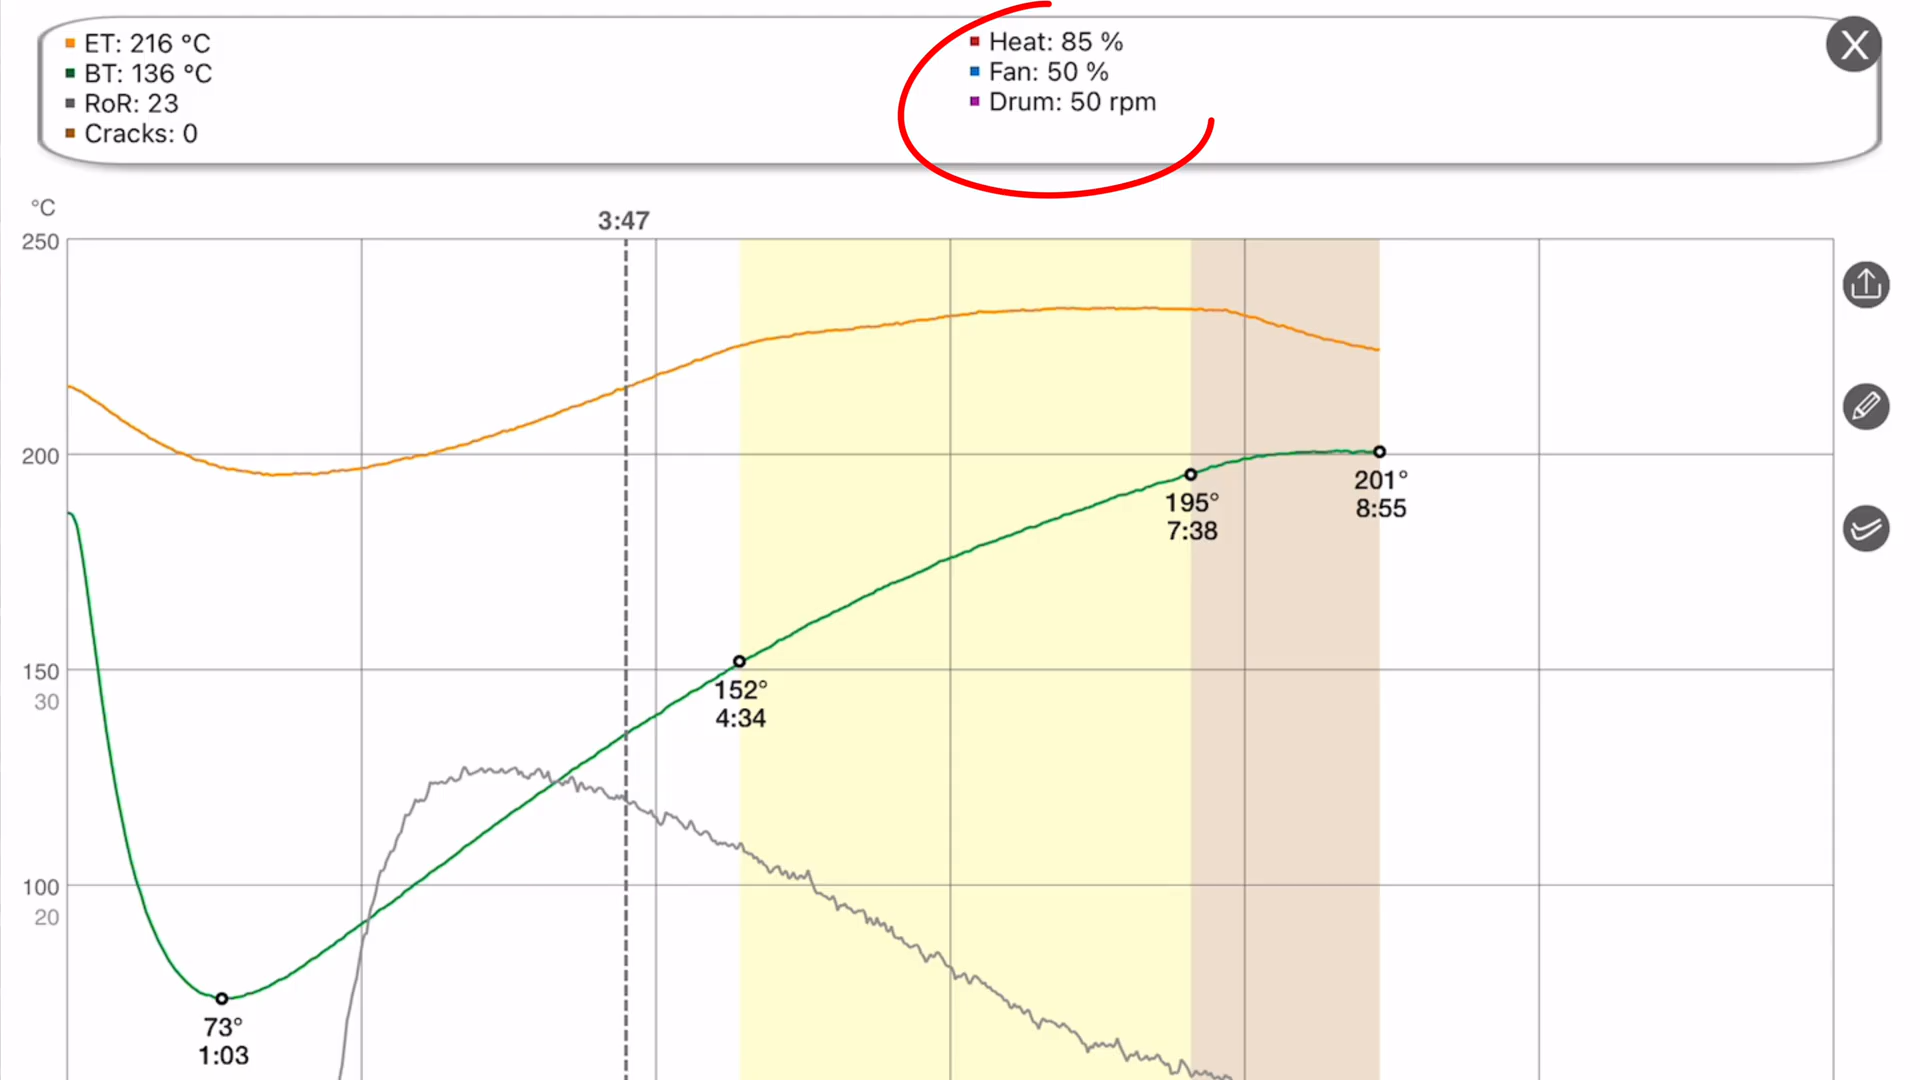 ET: 216 °C
BT: 136 °C
RoR: 23
Cracks: 0
Heat: 85 %
Fan: 50 %
Drum: 50 rpm
X
°C
3:47
250
200
201°
8:55
195°
7:38
150
30
152°
4:34
100
20
73°
1:03